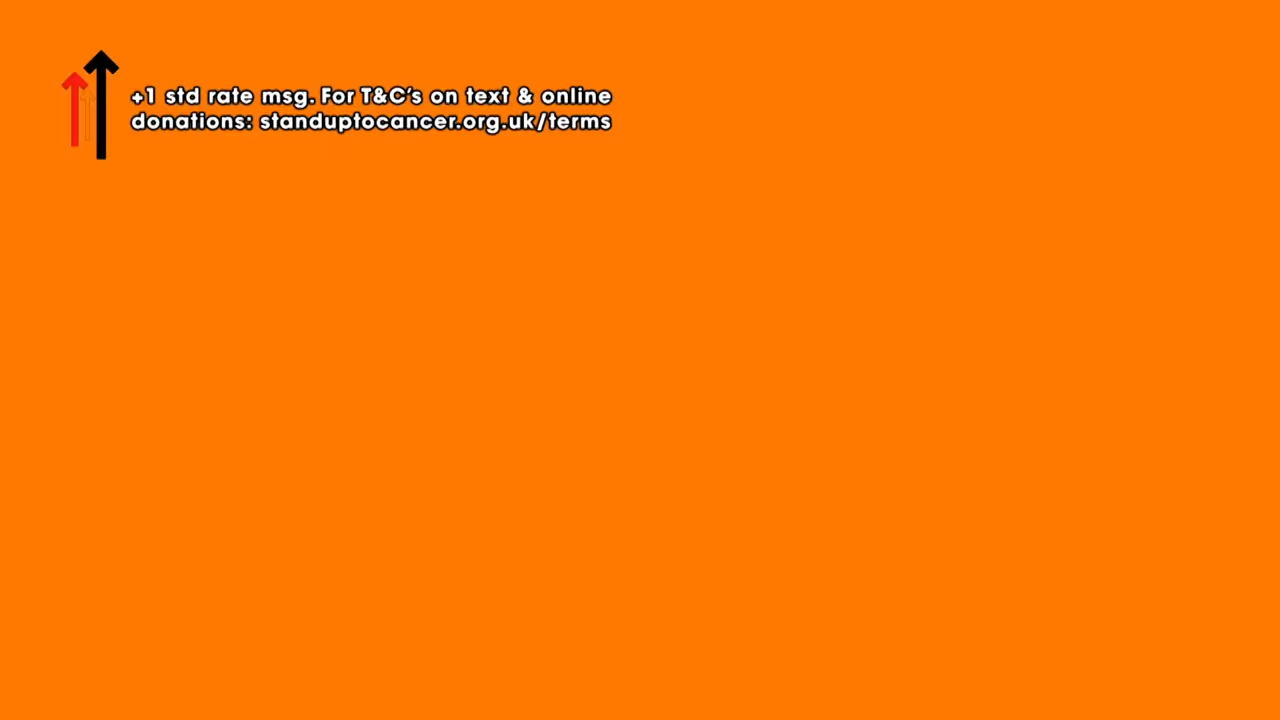 +1 std rate msg. For T&C's on text & online
donations: standuptocancer.org.uk/terms